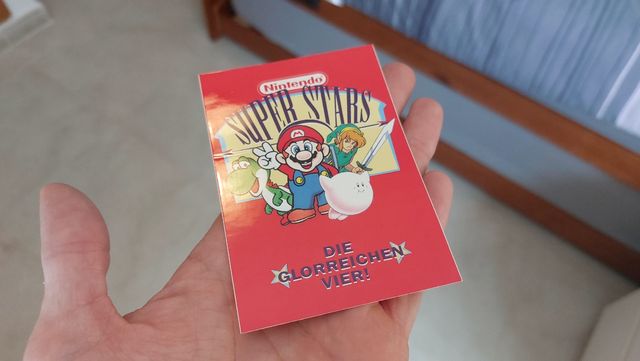 Nintendo
SUPER STARS
DIE
GLORREICHEN
VIER!